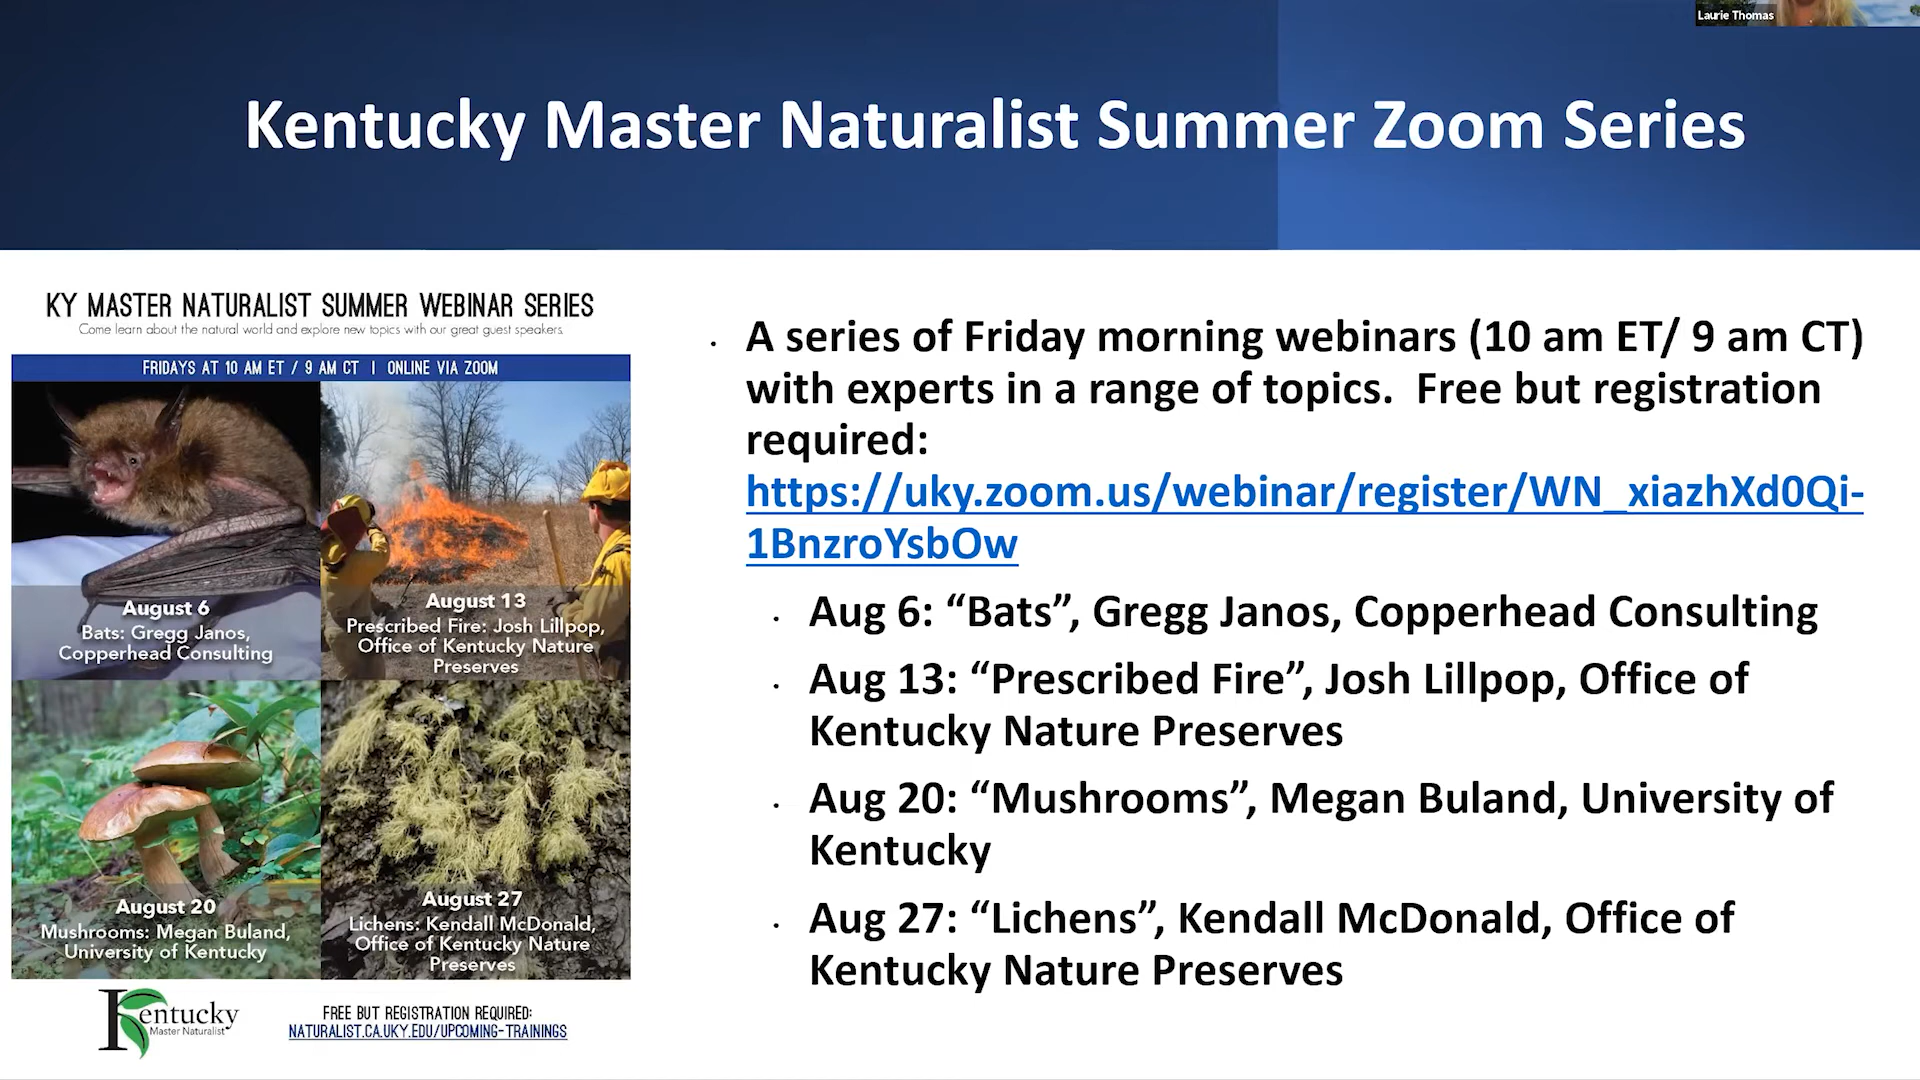 Laurie Thomas
Kentucky Master Naturalist Summer Zoom Series
KY MASTER NATURALIST SUMMER WEBINAR SERIES
Come learn about the natural world and explore new topics with our great guest speakers.
FRIDAYS AT 10 AM ET / 9 AM CT | ONLINE VIA ZOOM
August 6
Bats: Gregg Janos,
Copperhead Consulting
August 13
Prescribed Fire: Josh Lillpop,
Office of Kentucky Nature
Preserves
August 20
Mushrooms: Megan Buland,
University of Kentucky
August 27
Lichens: Kendall McDonald,
Office of Kentucky Nature
Preserves
Kentucky
Master Naturalist
FREE BUT REGISTRATION REQUIRED:
NATURALIST.CA.UKY.EDU/UPCOMING-TRAININGS
• A series of Friday morning webinars (10 am ET/ 9 am CT)
with experts in a range of topics.  Free but registration
required:
https://uky.zoom.us/webinar/register/WN_xiazhXd0Qi-
1BnzroYsbOw
• Aug 6: “Bats”, Gregg Janos, Copperhead Consulting
• Aug 13: “Prescribed Fire”, Josh Lillpop, Office of
Kentucky Nature Preserves
• Aug 20: “Mushrooms”, Megan Buland, University of
Kentucky
• Aug 27: “Lichens”, Kendall McDonald, Office of
Kentucky Nature Preserves